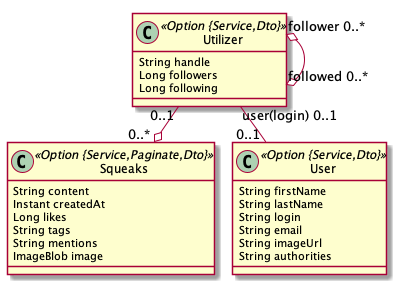 C «Option {Service,Dto}»
Utilizer
String handle
Long followers
Long following
follower 0..*
followed 0..*
0..1
user(login) 0..1
0..*
0..1
C «Option {Service,Paginate,Dto}»
Squeaks
String content
Instant createdAt
Long likes
String tags
String mentions
ImageBlob image
C «Option {Service,Dto}»
User
String firstName
String lastName
String login
String email
String imageUrl
String authorities